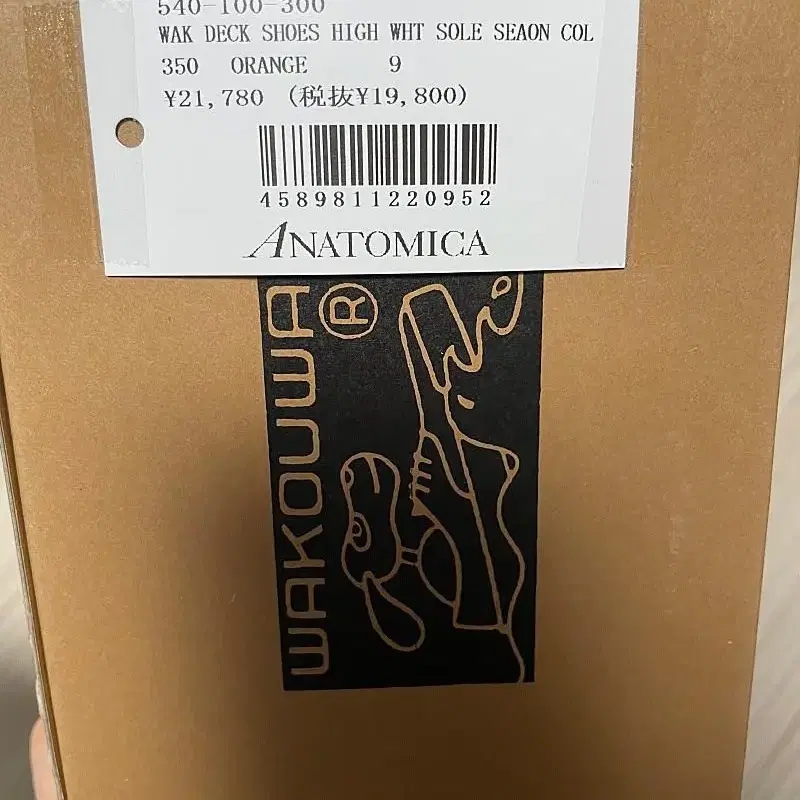 540-100-300
WAK DECK SHOES HIGH WHT SOLE SEAON COL
350 ORANGE 9
¥21,780 (税抜¥19,800)
4589811220952
ANATOMICA
WAKOUWA®